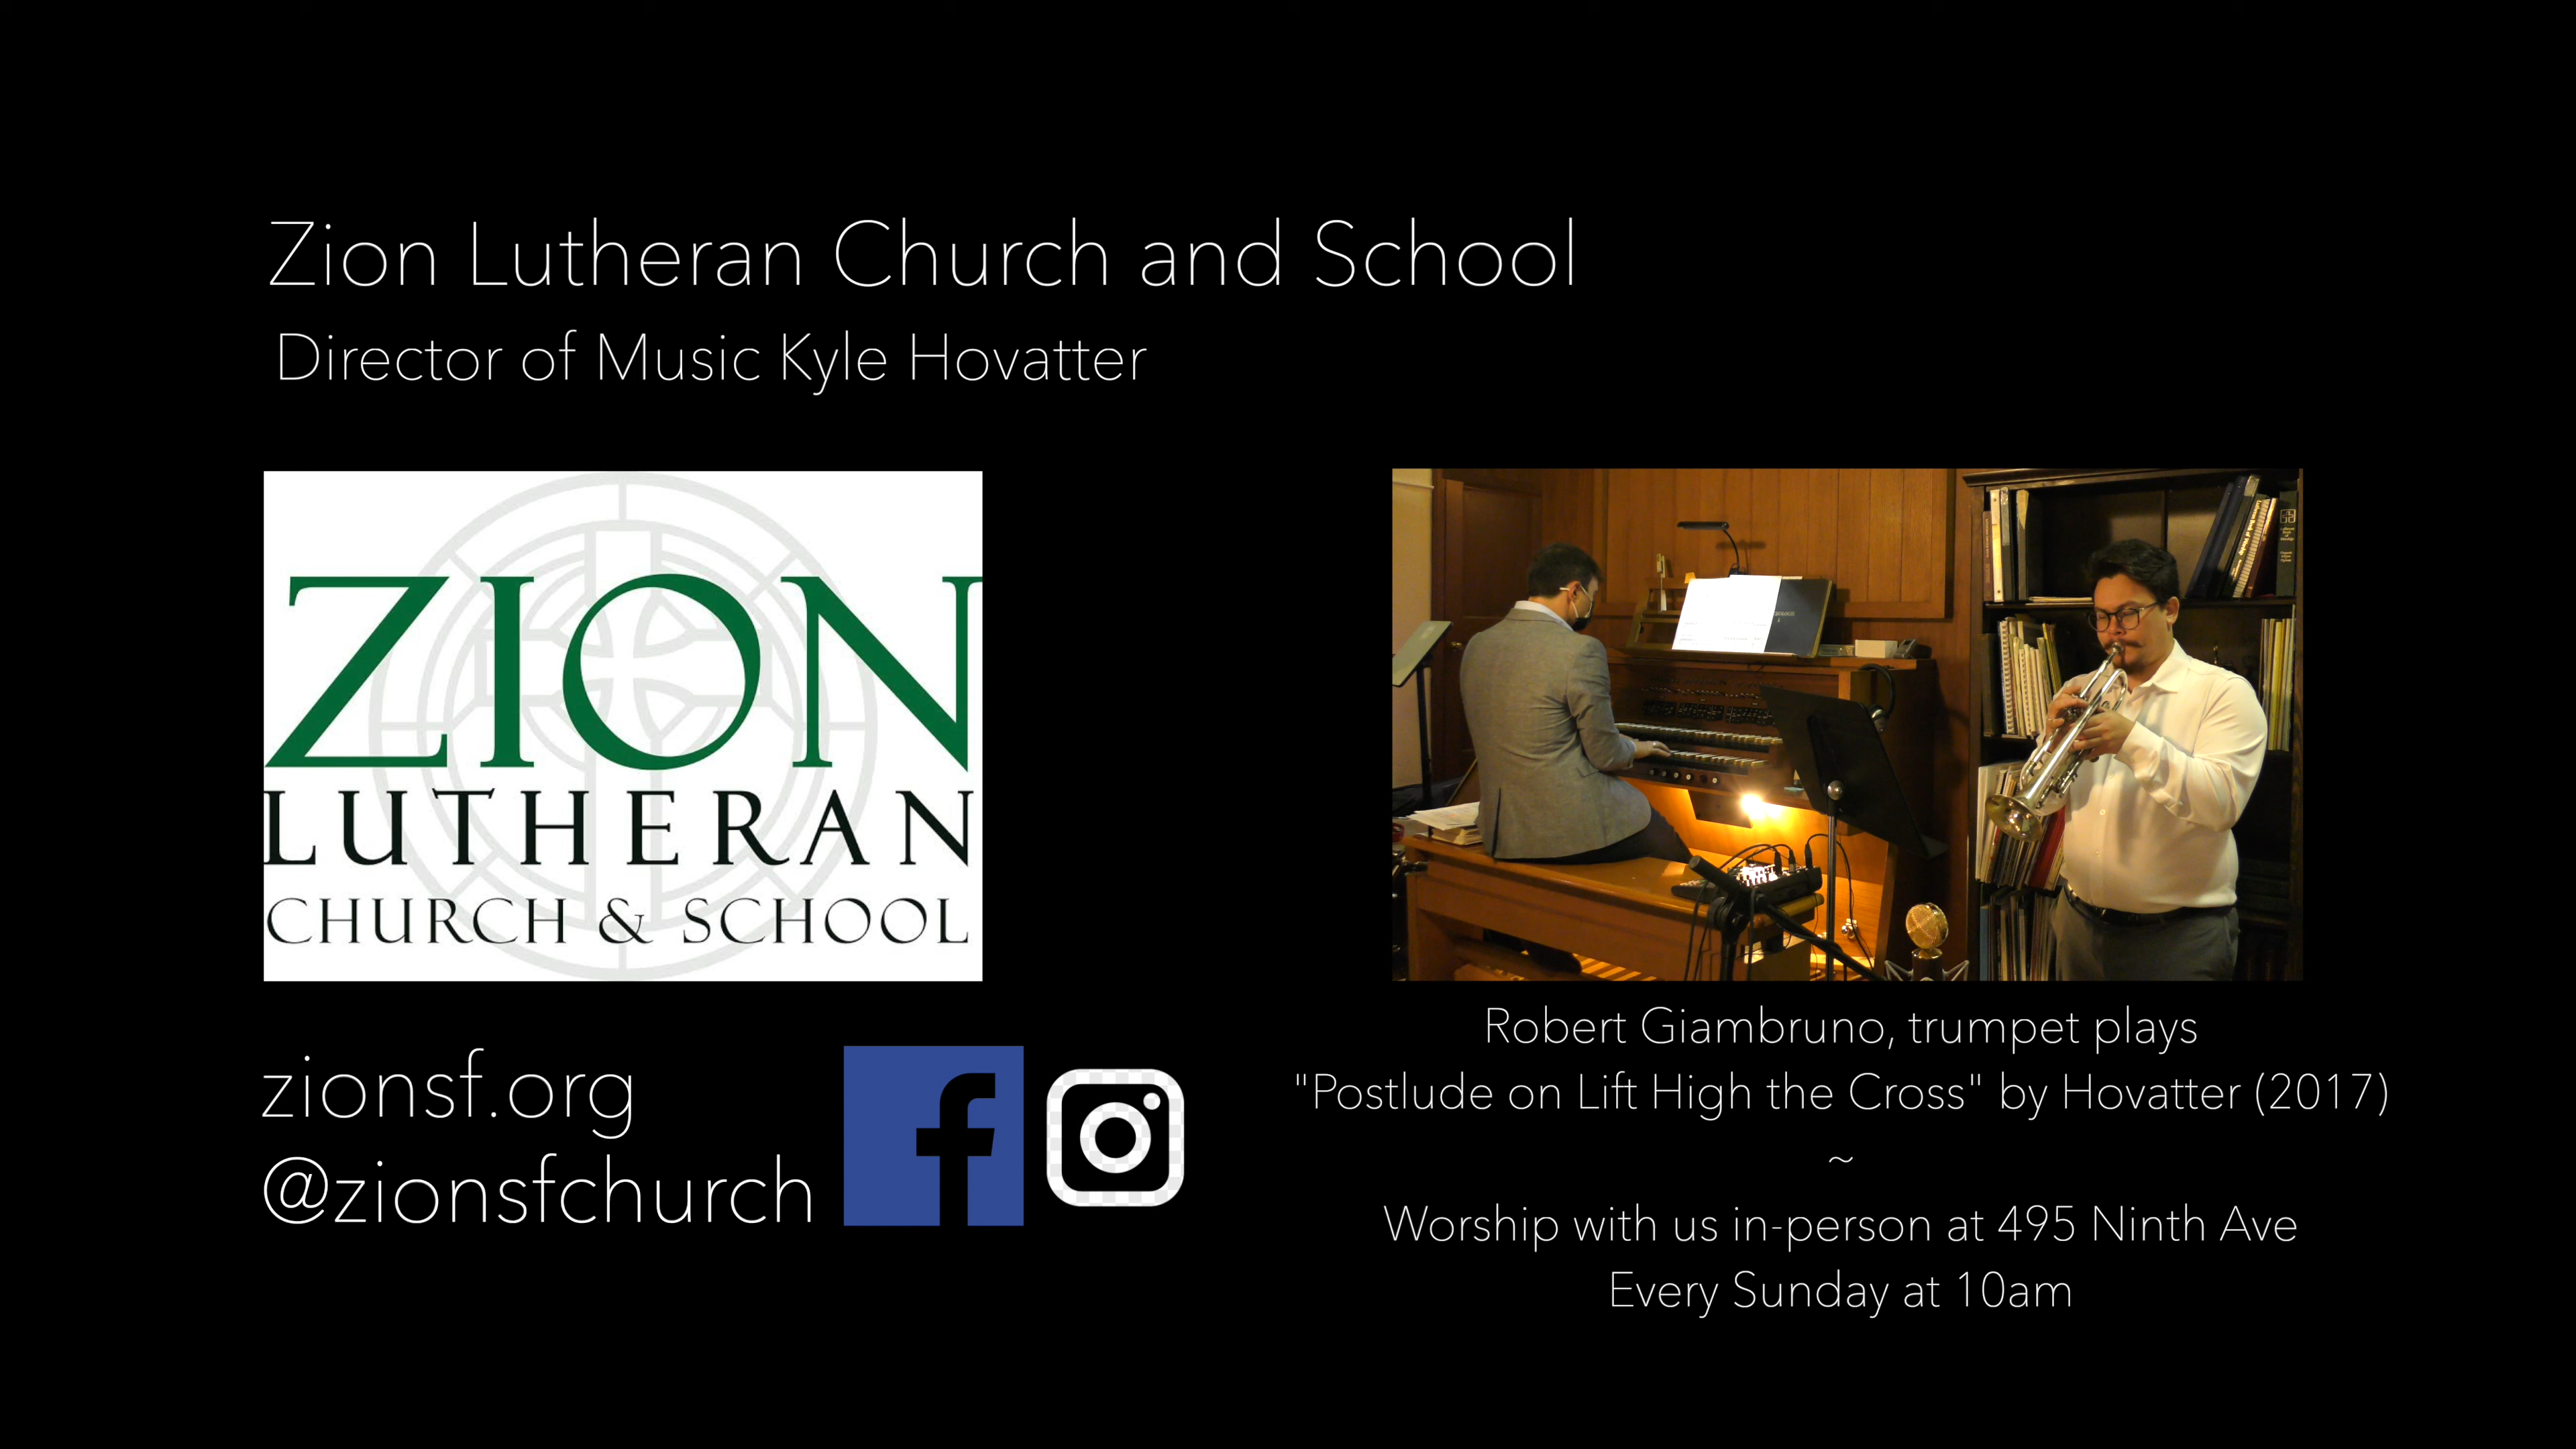 Zion Lutheran Church and School
Director of Music Kyle Hovatter
ZION
LUTHERAN
CHURCH & SCHOOL
zionsf.org
@zionsfchurch
Robert Giambruno, trumpet plays
"Postlude on Lift High the Cross" by Hovatter (2017)
~
Worship with us in-person at 495 Ninth Ave
Every Sunday at 10am